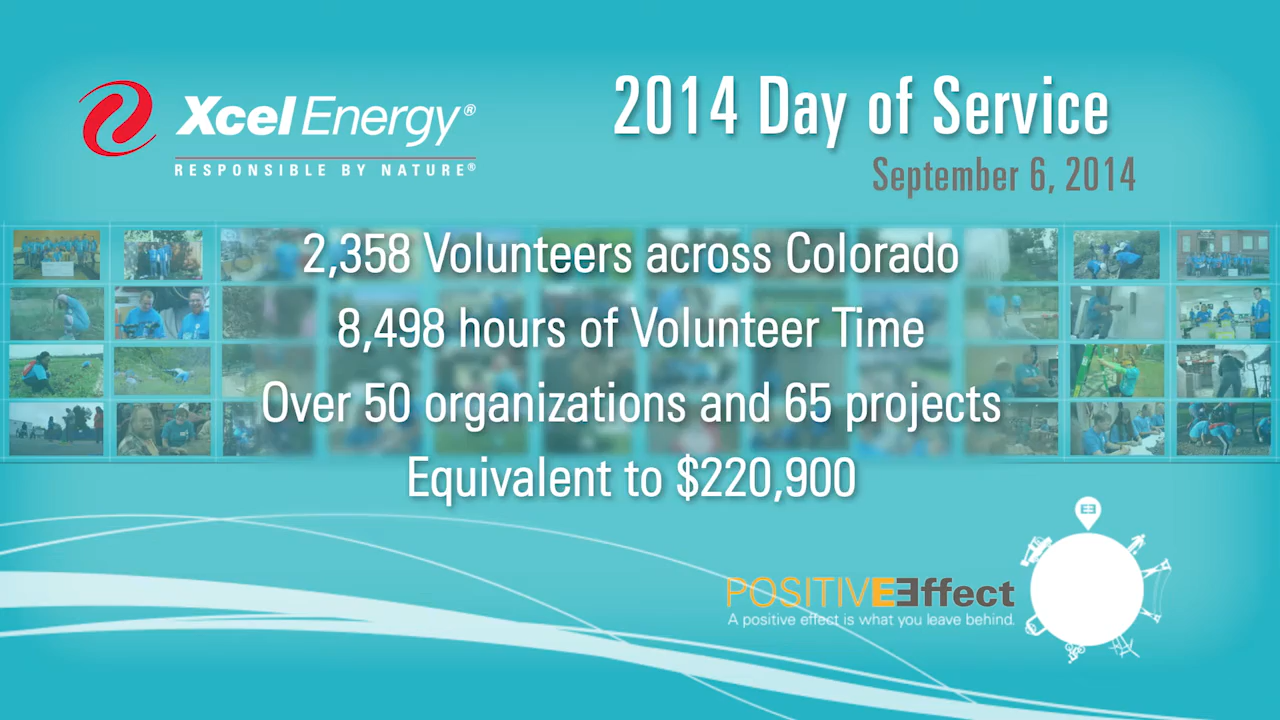 Xcel Energy®
RESPONSIBLE BY NATURE®
2014 Day of Service
September 6, 2014
2,358 Volunteers across Colorado
8,498 hours of Volunteer Time
Over 50 organizations and 65 projects
Equivalent to $220,900
POSITIVEEffect
A positive effect is what you leave behind.